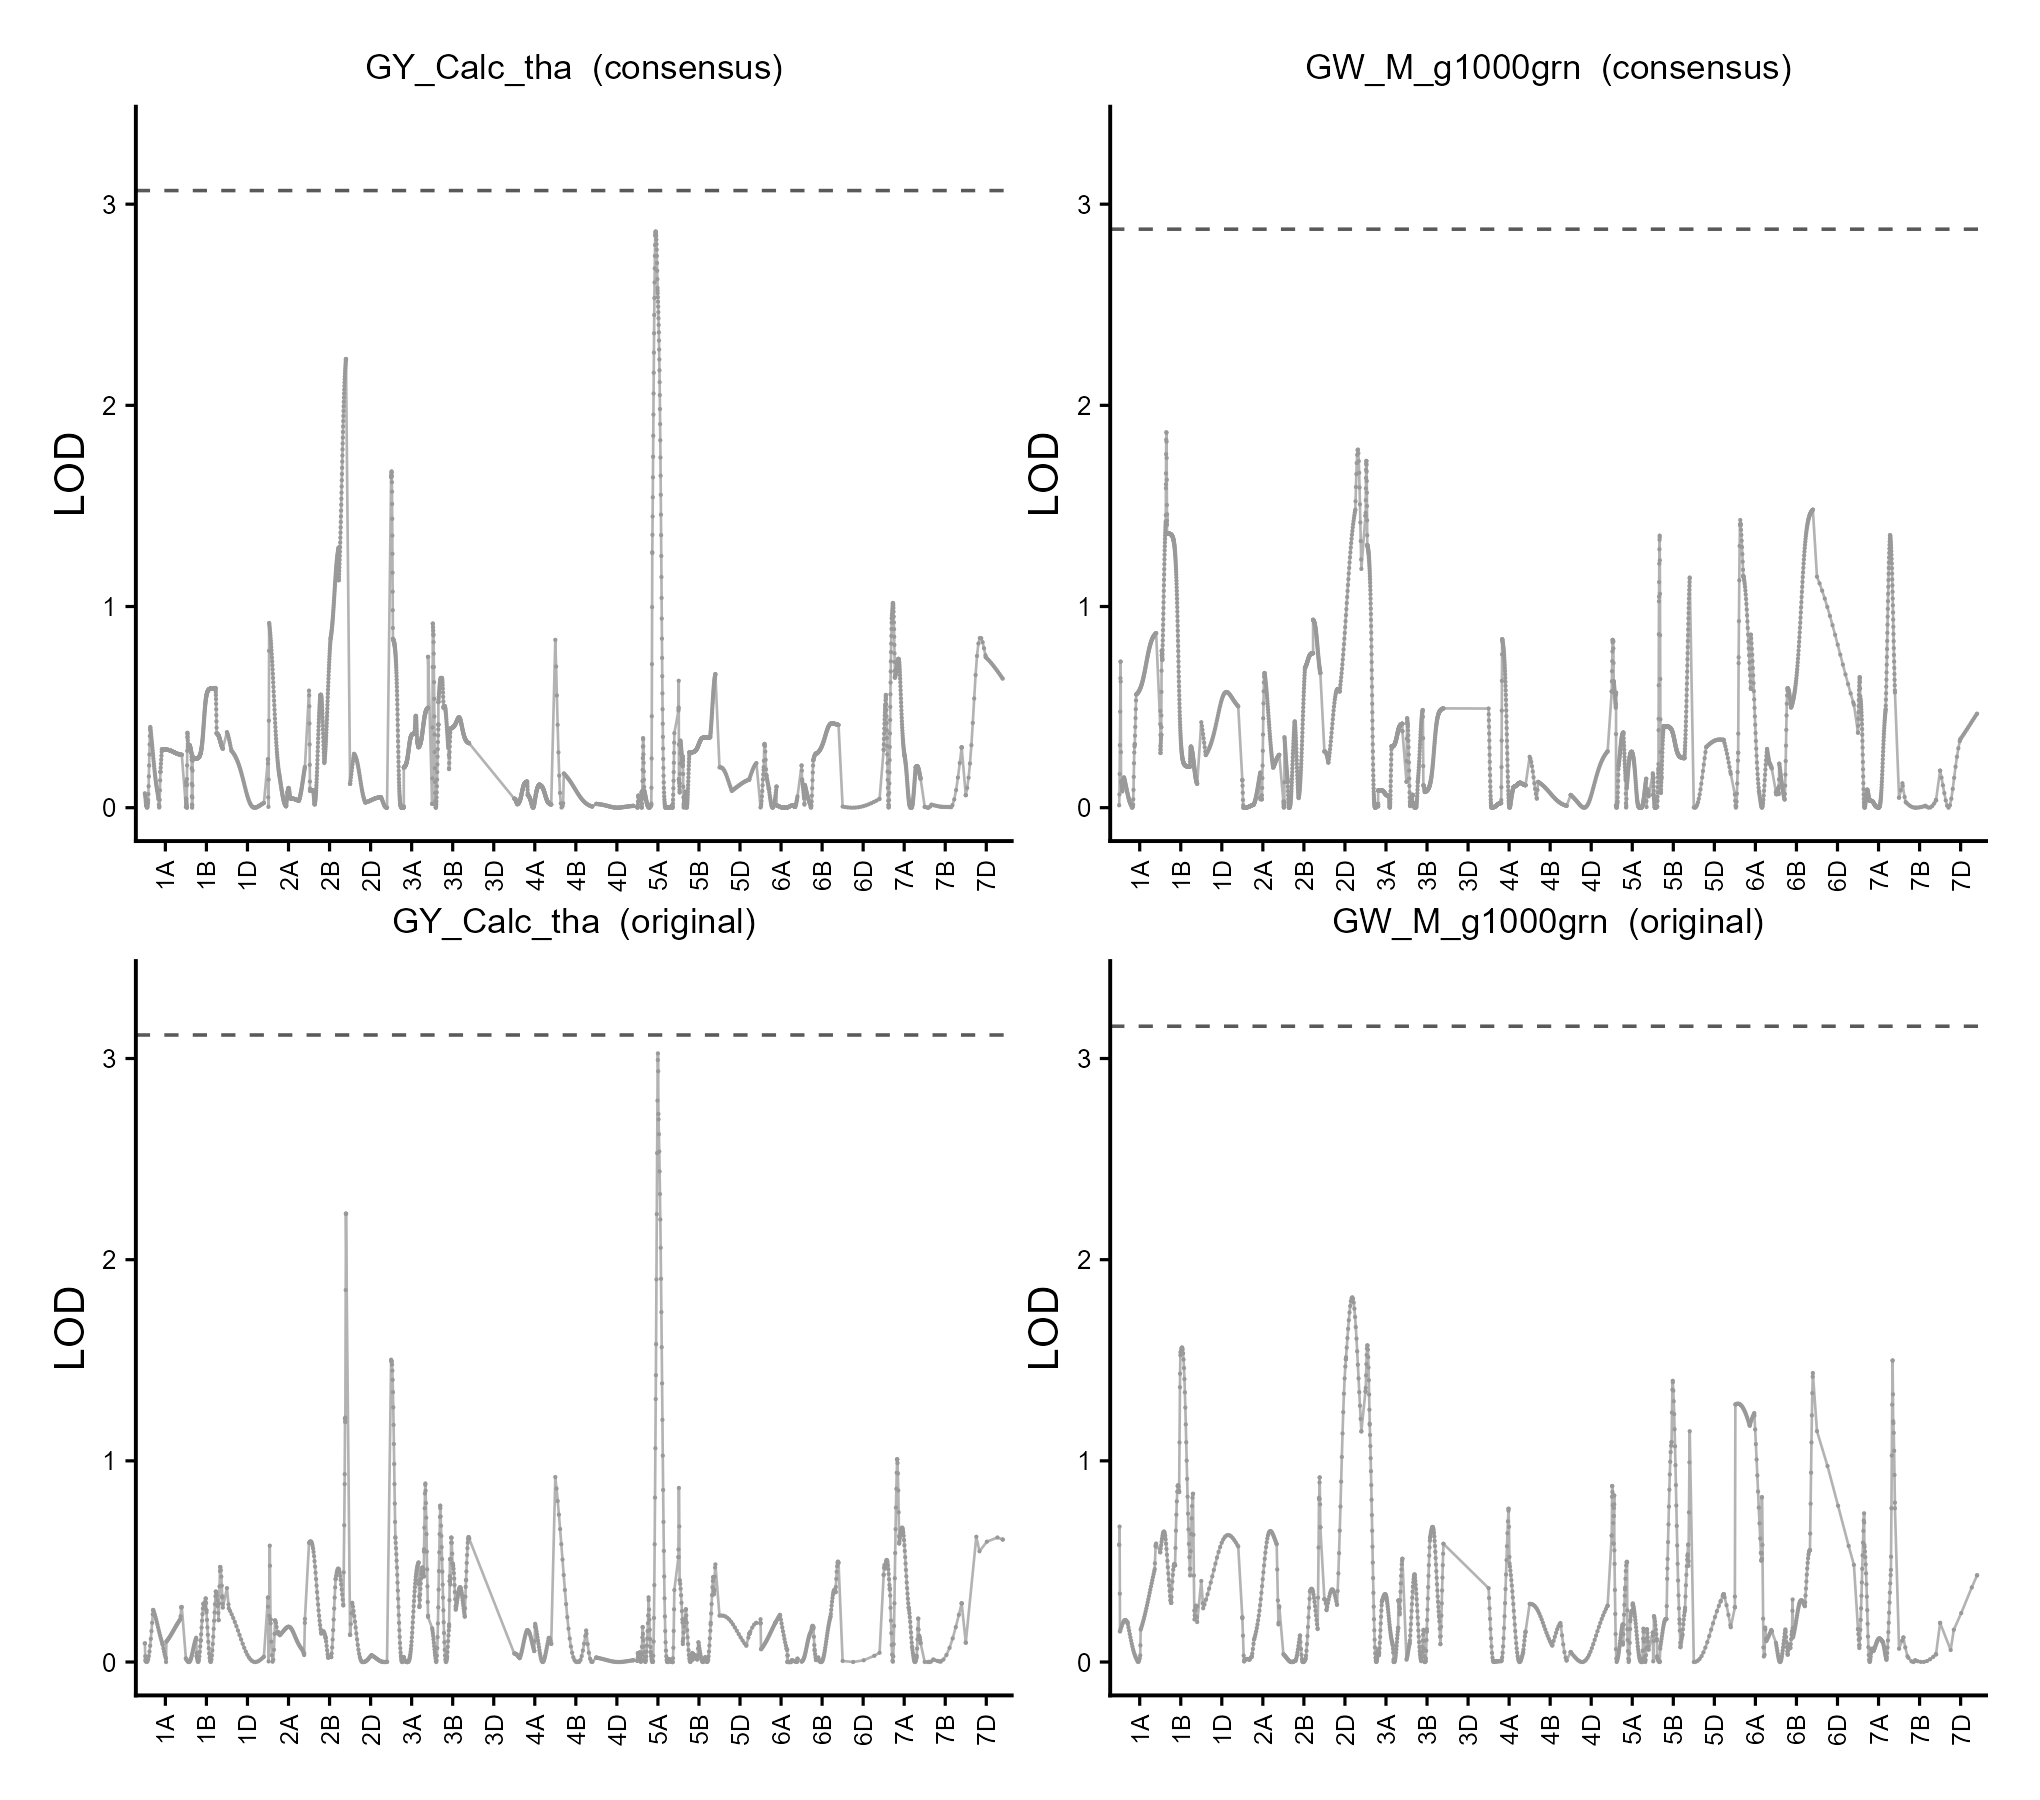 GY_Calc_tha (consensus)
LOD
3
2
1
0
1A 1B 1D 2A 2B 2D 3A 3B 3D 4A 4B 4D 5A 5B 5D 6A 6B 6D 7A 7B 7D
GW_M_g1000grn (consensus)
LOD
3
2
1
0
1A 1B 1D 2A 2B 2D 3A 3B 3D 4A 4B 4D 5A 5B 5D 6A 6B 6D 7A 7B 7D
GY_Calc_tha (original)
LOD
3
2
1
0
1A 1B 1D 2A 2B 2D 3A 3B 3D 4A 4B 4D 5A 5B 5D 6A 6B 6D 7A 7B 7D
GW_M_g1000grn (original)
LOD
3
2
1
0
1A 1B 1D 2A 2B 2D 3A 3B 3D 4A 4B 4D 5A 5B 5D 6A 6B 6D 7A 7B 7D